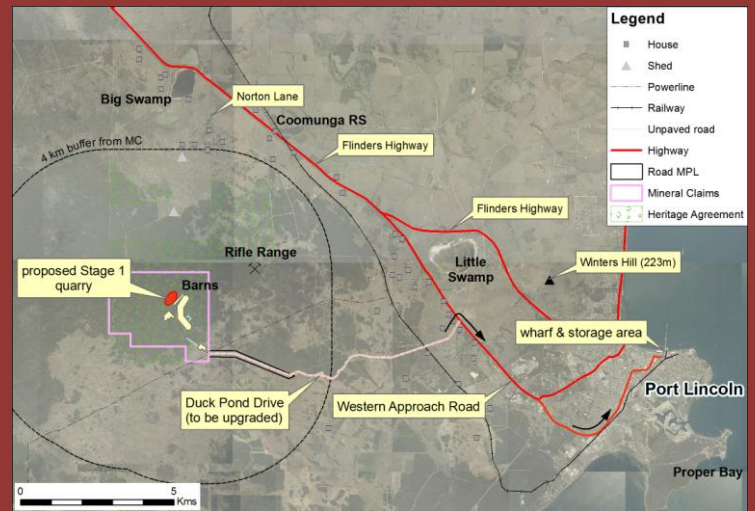 Big Swamp
Norton Lane
Coomunga RS
4 km buffer from MC
Flinders Highway
Flinders Highway
Rifle Range
Little
Swamp
Winters Hill (223m)
proposed Stage 1
quarry
Barns
wharf & storage area
Duck Pond Drive
(to be upgraded)
Western Approach Road
Port Lincoln
Proper Bay
0 5
Kms
Legend
House
Shed
Powerline
Railway
Unpaved road
Highway
Road MPL
Mineral Claims
Heritage Agreement